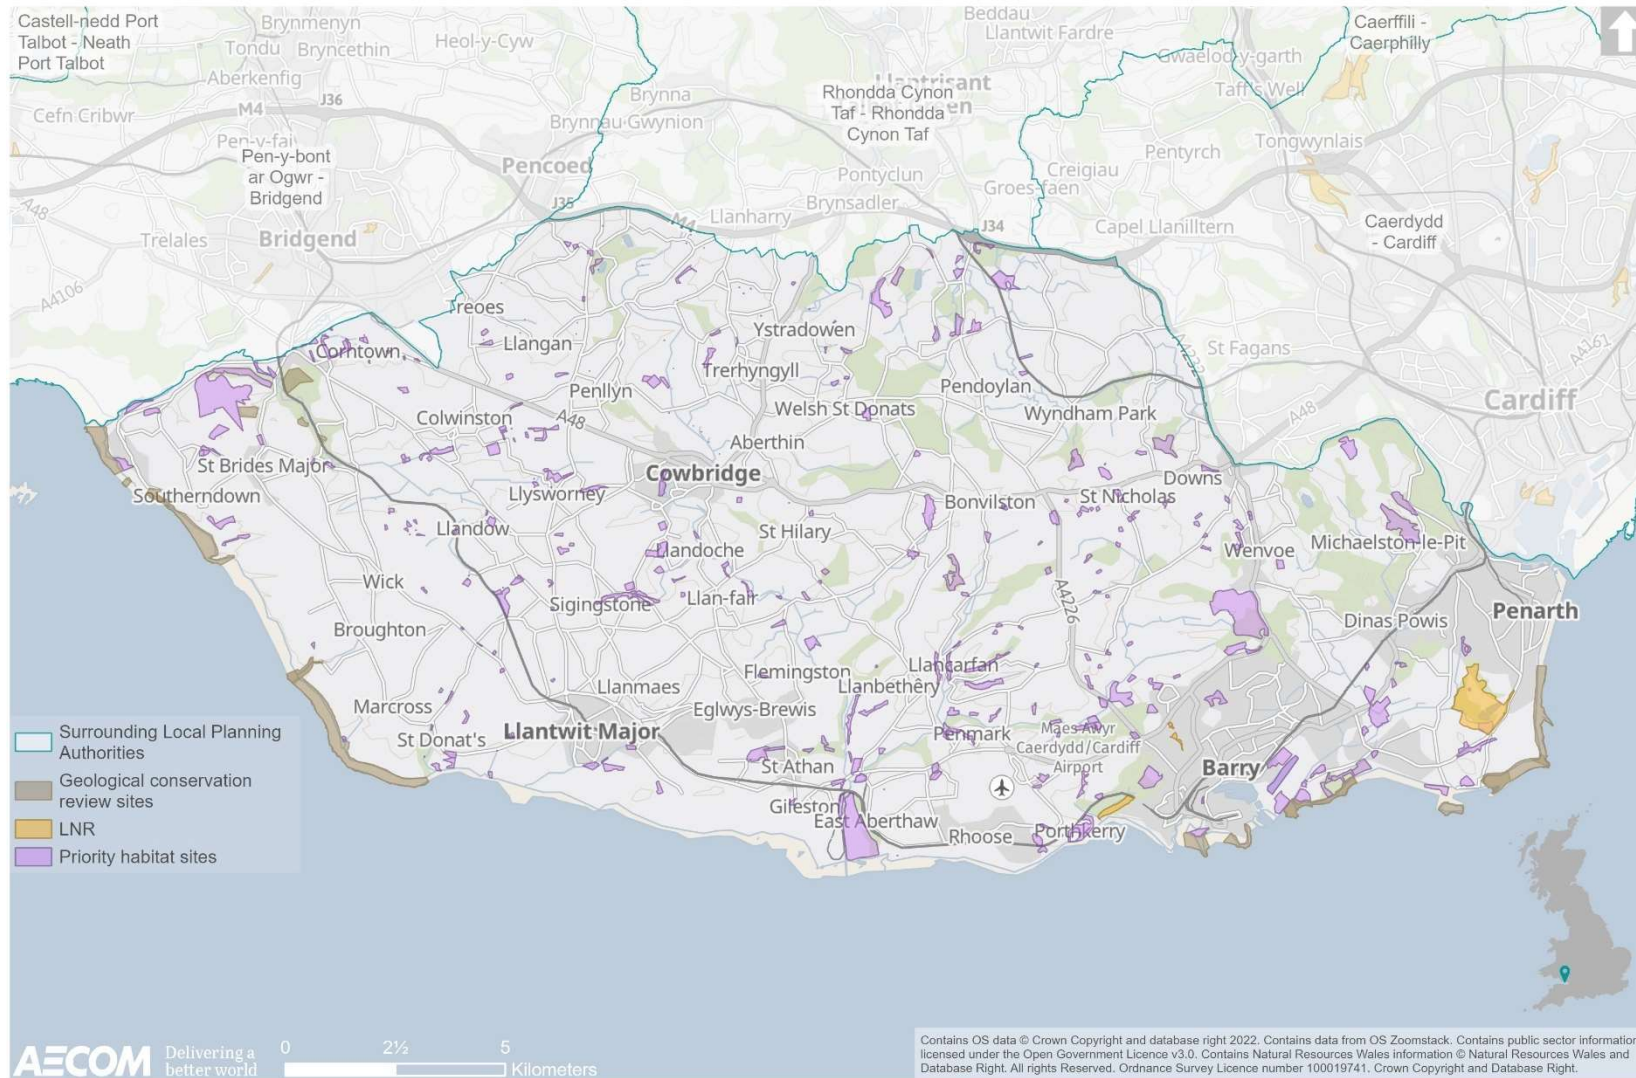 Castell-nedd Port
Talbot - Neath
Port Talbot
Brynmenyn
Tondu
Bryncethin
Heol-y-Cyw
Aberkenfig
Beddau
Llantwit Fardre
Caerffili -
Caerphilly
Gwaelod-y-garth
Taff's Well
M4
J36
Cefn Cribwr
Pen-y-fai
Brynna
Brynnau Gwynion
Llantrisant
Rhondda Cynon
Taf - Rhondda
Cynon Taf
Tongwynlais
Pentyrch
Creigiau
Pen-y-bont
ar Ogwr -
Bridgend
Pencoed
Pontyclun
Groes-faen
Brynsadler
A48
J35
M4
Llanharry
J34
Capel Llanilltern
Caerdydd
- Cardiff
Trelales
Bridgend
A4106
Treoes
Corntown
Llangan
Ystradowen
Trerhyngyll
A4232
St Fagans
A4161
Penllyn
Pendoylan
Cardiff
Colwinston
A48
Welsh St Donats
Wyndham Park
A48
Aberthin
St Brides Major
Cowbridge
Downs
Southerndown
Llysworney
Bonvilston
St Nicholas
Llandow
St Hilary
Llandoche
Wenvoe
Michaelston-le-Pit
Wick
Sigingstone
Llan-fair
A4226
Penarth
Broughton
Dinas Powis
Flemingston
Llancarfan
Llanmaes
Llanbethêry
Marcross
Eglwys-Brewis
St Donat's
Llantwit Major
Penmark
Maes Awyr
Caerdydd/Cardiff
Airport
St Athan
Barry
Gileston
East Aberthaw
Rhoose
Porthkerry
Surrounding Local Planning
Authorities
Geological conservation
review sites
LNR
Priority habitat sites
AECOM
Delivering a
better world
0 2½ 5
Kilometers
Contains OS data © Crown Copyright and database right 2022. Contains data from OS Zoomstack. Contains public sector information
licensed under the Open Government Licence v3.0. Contains Natural Resources Wales information © Natural Resources Wales and
Database Right. All rights Reserved. Ordnance Survey Licence number 100019741. Crown Copyright and Database Right.